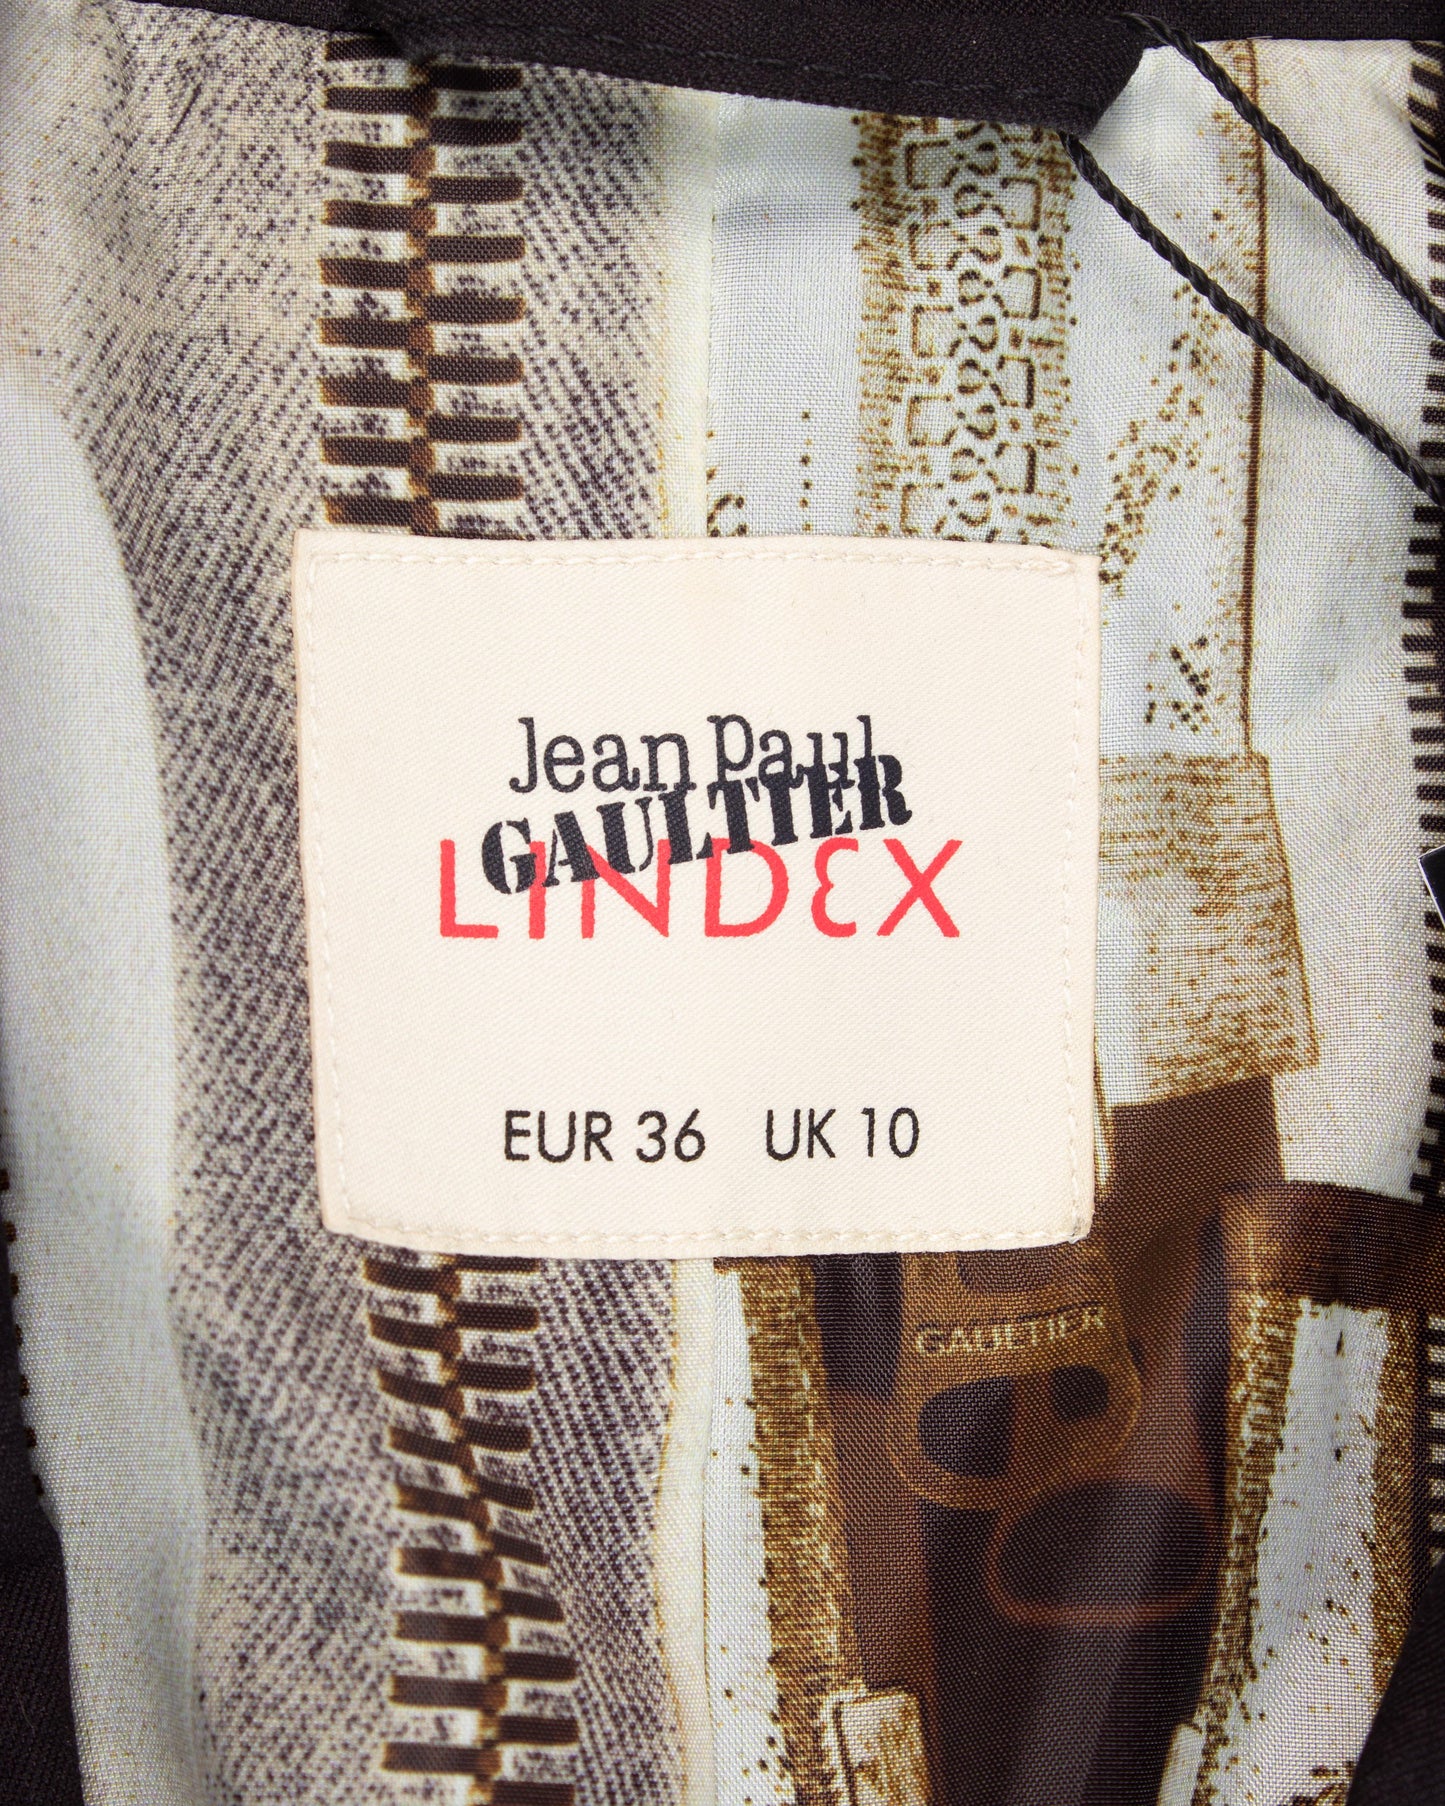 Jean Paul
GAULTIER
LINDEX
EUR 36 UK 10
GAULTIER